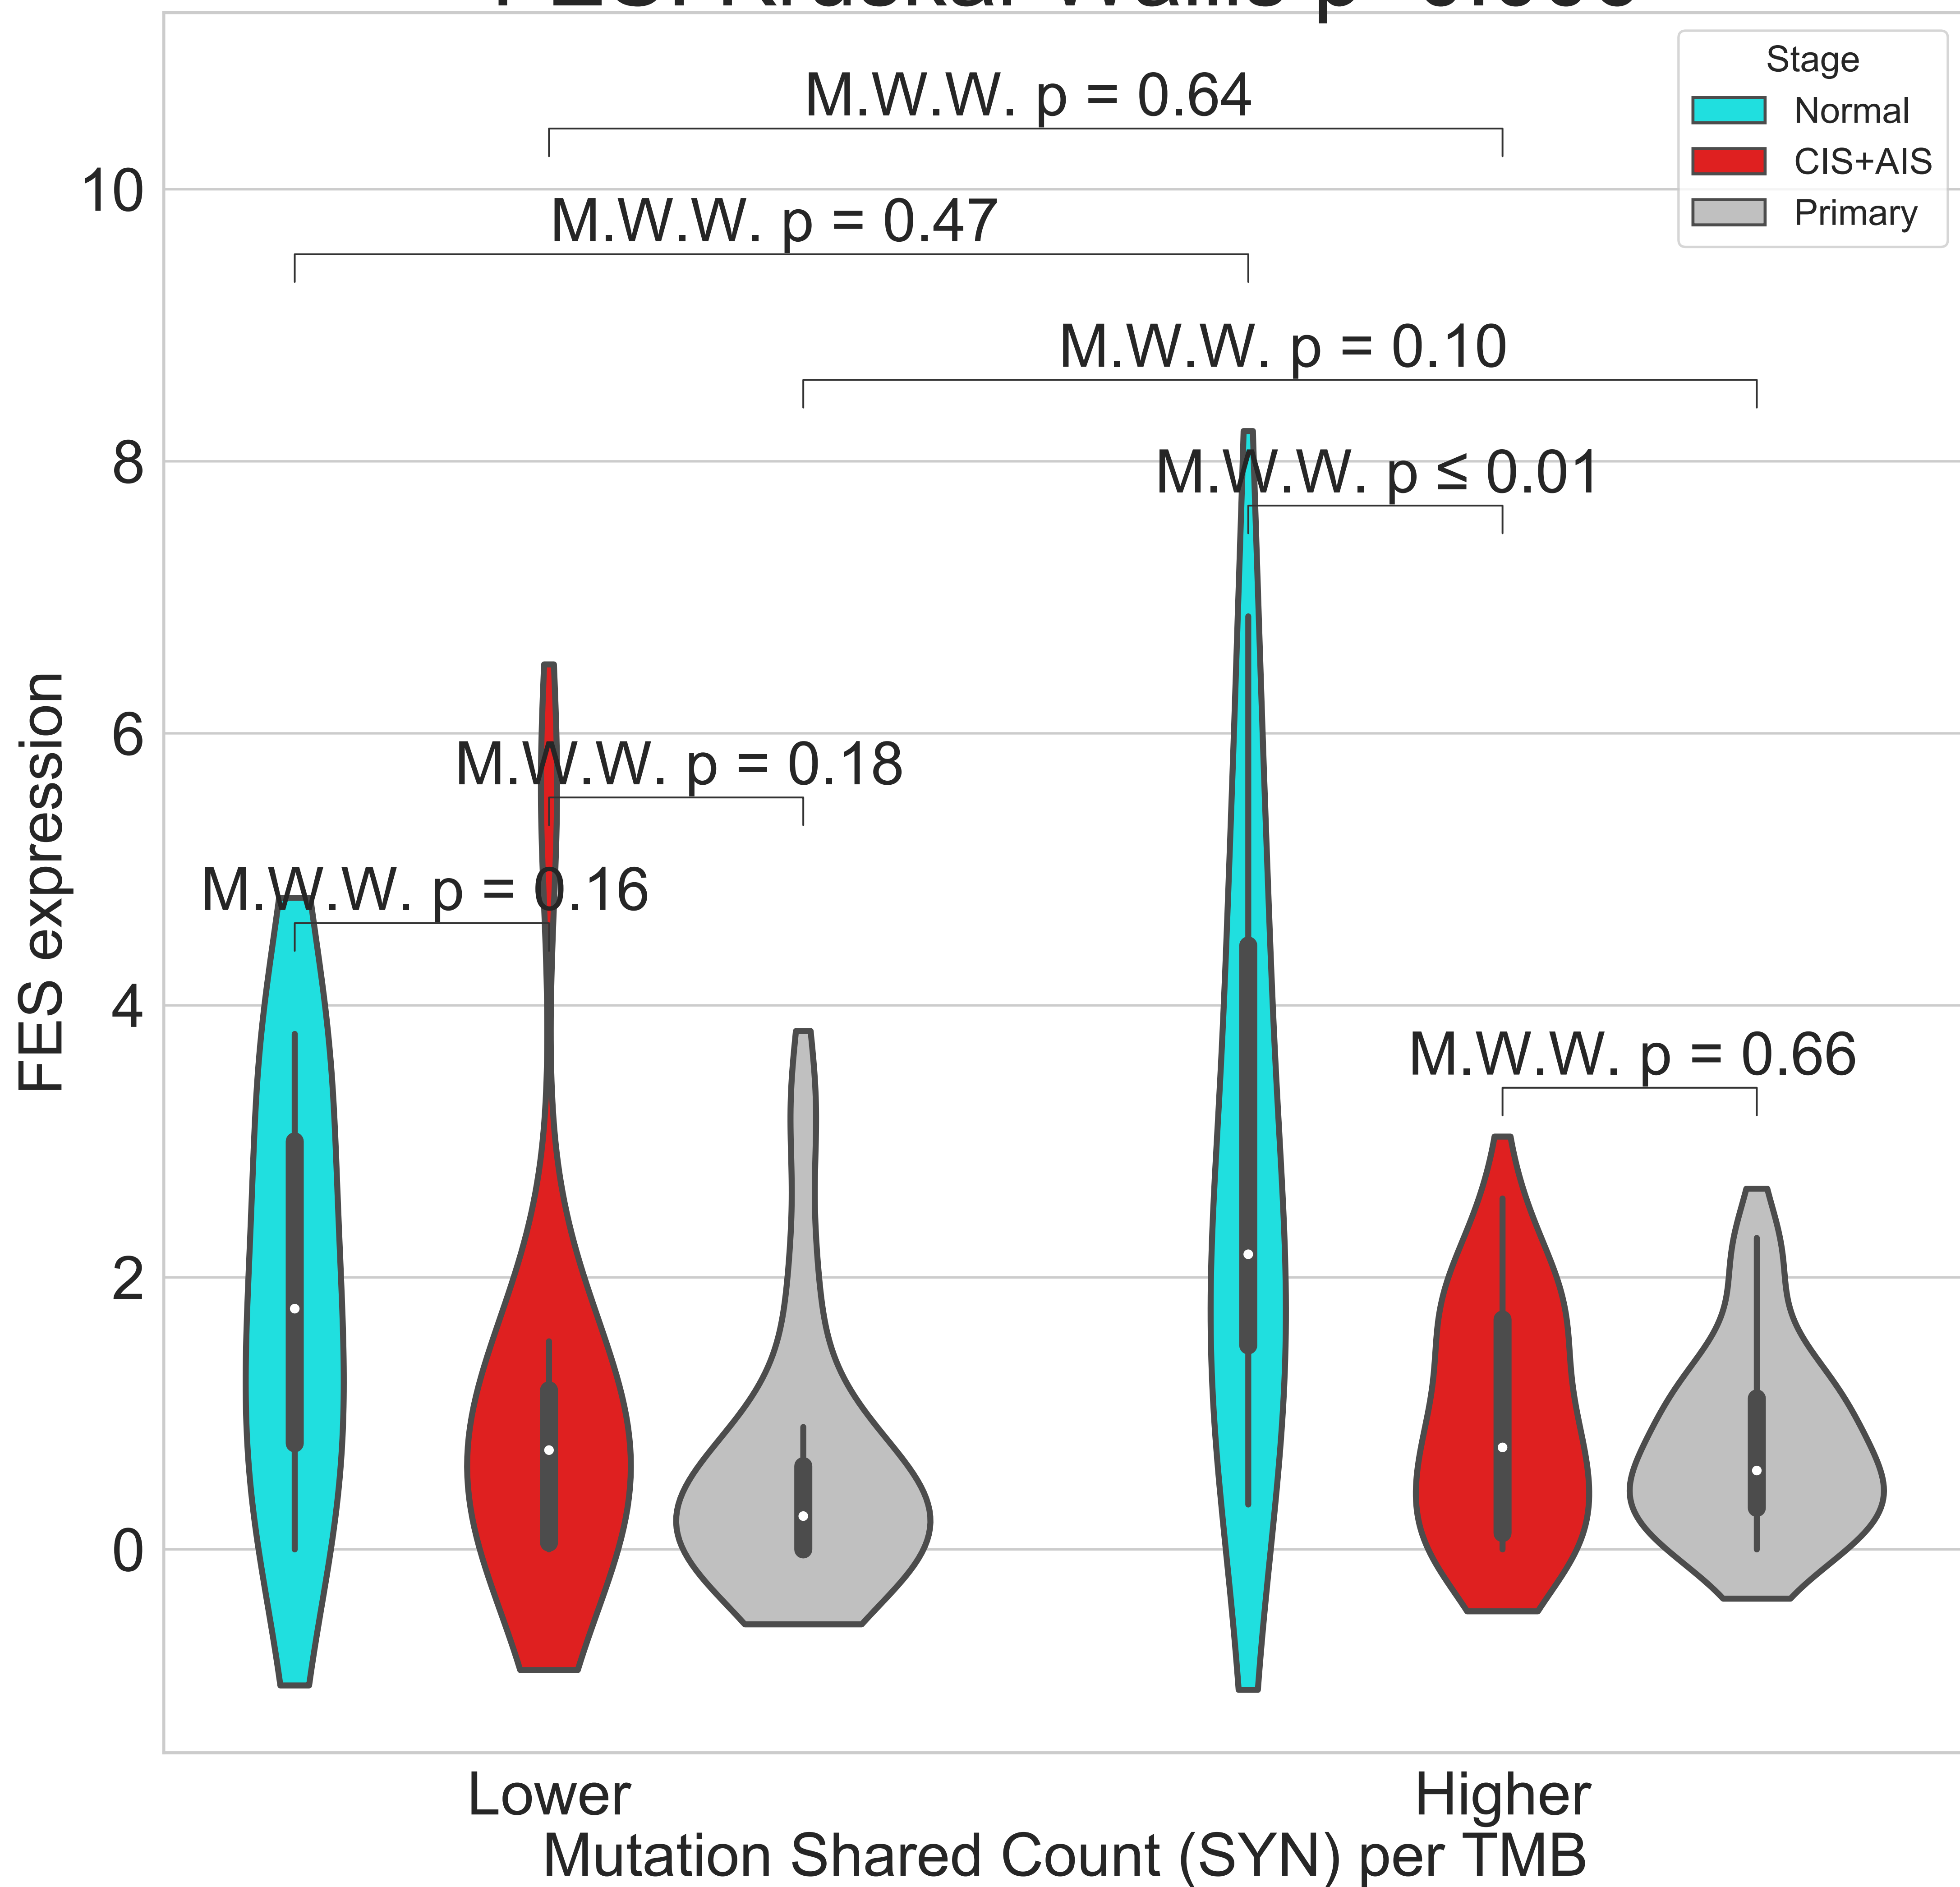 Stage
Normal
CIS+AIS
Primary
M.W.W. p = 0.64
M.W.W. p = 0.47
M.W.W. p = 0.10
M.W.W. p ≤ 0.01
M.W.W. p = 0.18
M.W.W. p = 0.16
M.W.W. p = 0.66
10
8
6
4
2
0
FES expression
Lower
Higher
Mutation Shared Count (SYN) per TMB